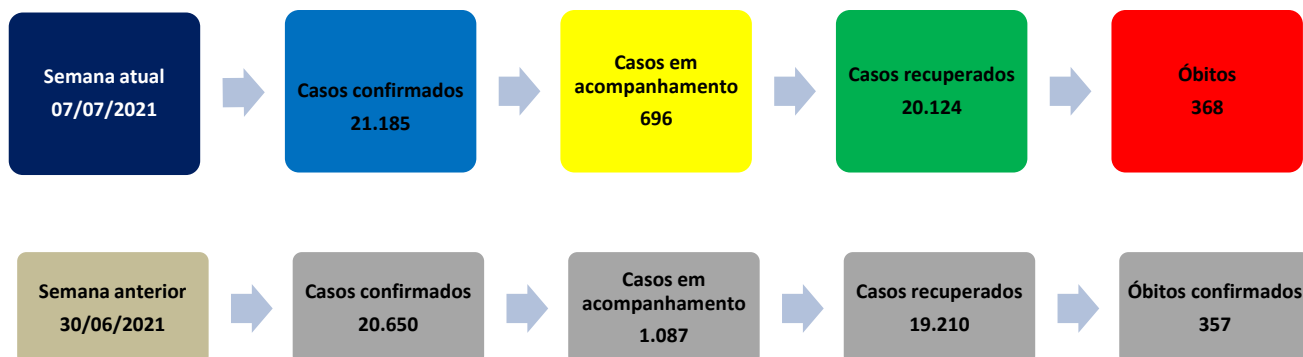 Semana atual
07/07/2021
Casos confirmados
21.185
Casos em
acompanhamento
696
Casos recuperados
20.124
Óbitos
368
Semana anterior
30/06/2021
Casos confirmados
20.650
Casos em
acompanhamento
1.087
Casos recuperados
19.210
Óbitos confirmados
357